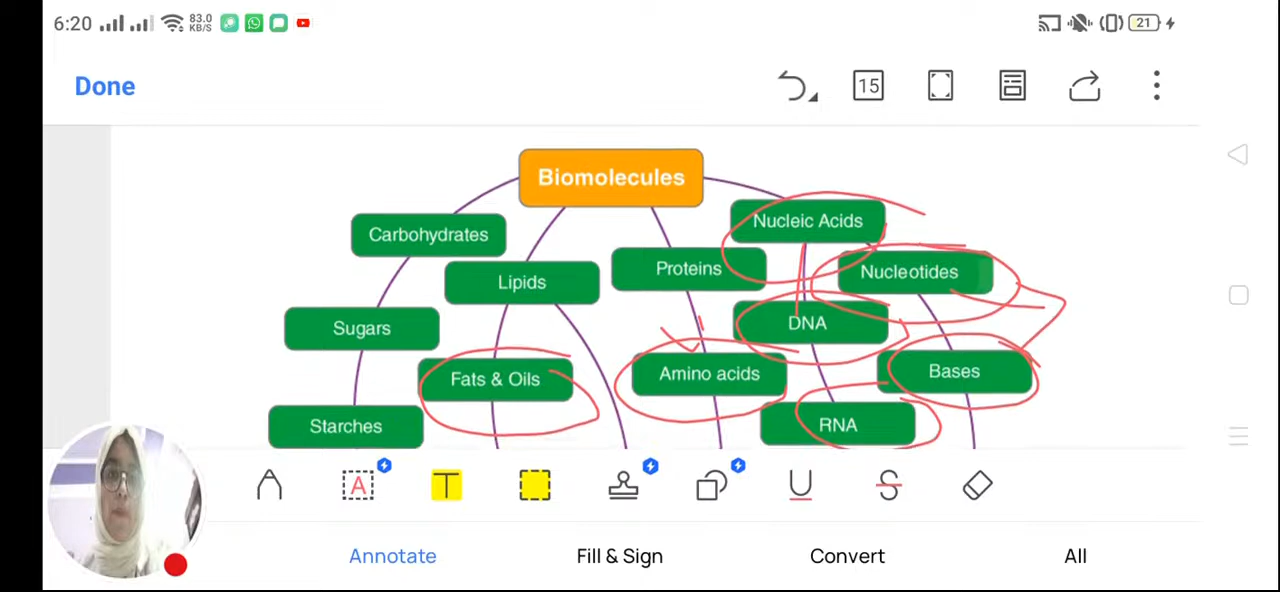 6:20 83.0 KB/S 21
Done 15
Biomolecules
Nucleic Acids
Carbohydrates
Proteins
Nucleotides
Lipids
Sugars
DNA
Fats & Oils
Amino acids
Bases
Starches
RNA
A T U S
Annotate Fill & Sign Convert All